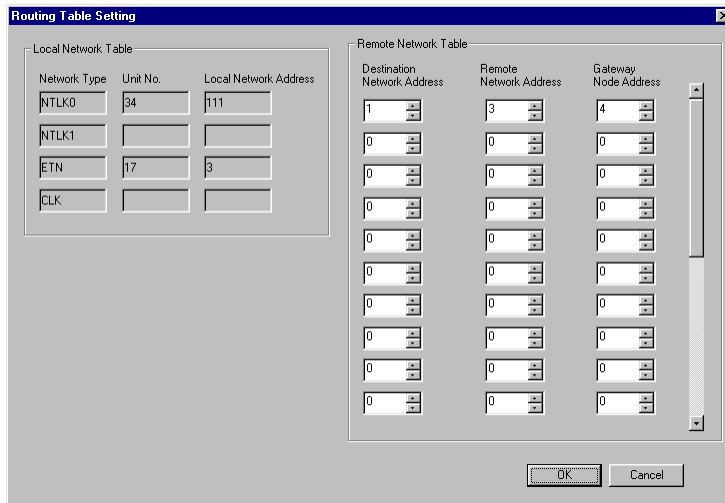 Routing Table Setting
Local Network Table
Network Type Unit No. Local Network Address
NTLK0 34 111
NTLK1
ETN 17 3
CLK
Remote Network Table
Destination Network Address Remote Network Address Gateway Node Address
1 3 4
0 0 0
0 0 0
0 0 0
0 0 0
0 0 0
0 0 0
0 0 0
0 0 0
0 0 0
OK Cancel